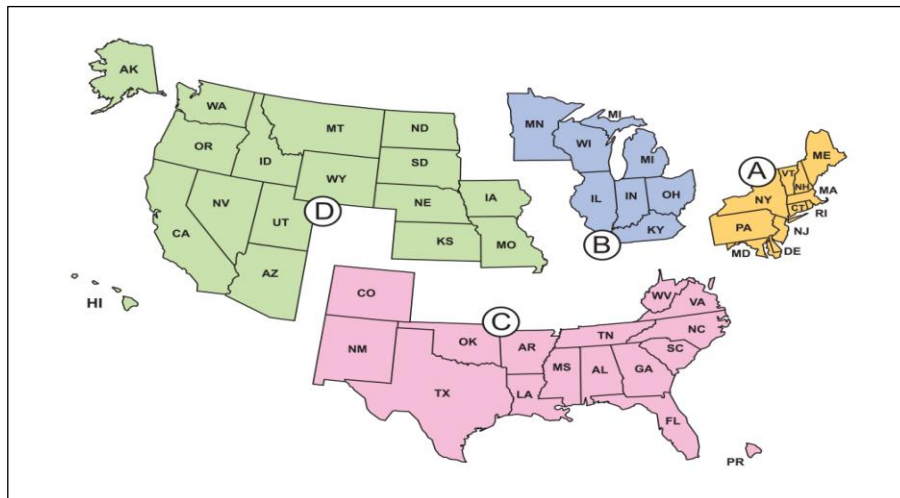 AK
WA
MT
ND
OR
ID
SD
WY
NE
IA
NV
UT
D
CA
KS
MO
AZ
HI
MN
MI
WI
MI
IL
IN
OH
KY
B
A
ME
VT
NH
NY
MA
CT
RI
PA
NJ
MD
DE
CO
C
WV
VA
NM
OK
AR
TN
NC
SC
MS
AL
GA
TX
LA
FL
PR